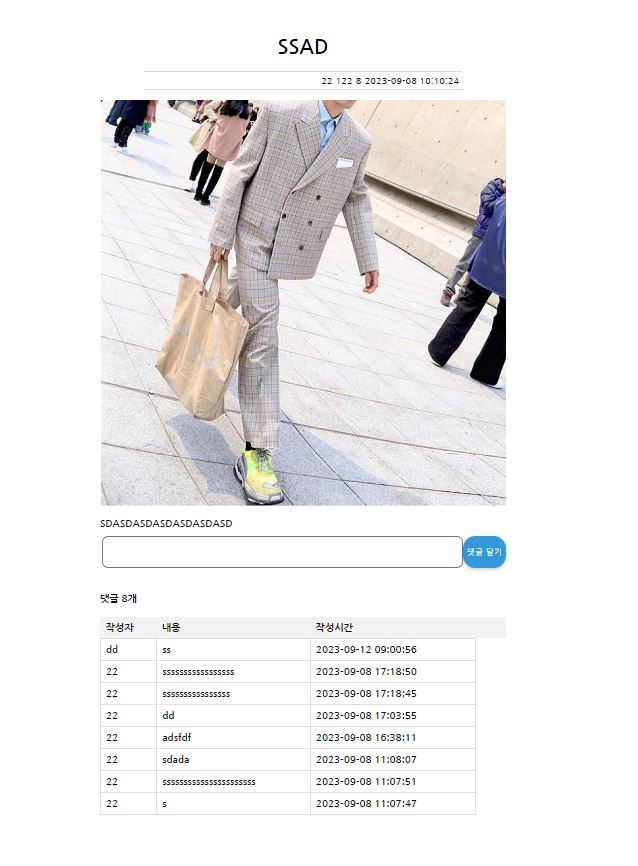 SSAD
22 122 8 2023-09-08 10:10:24
SDASDASDASDASDASDASD
댓글 달기
댓글 8개
작성자 내용 작성시간
dd ss 2023-09-12 09:00:56
22 sssssssssssssssss 2023-09-08 17:18:50
22 ssssssssssssssss 2023-09-08 17:18:45
22 dd 2023-09-08 17:03:55
22 adsfdf 2023-09-08 16:38:11
22 sdada 2023-09-08 11:08:07
22 ssssssssssssssssssssss 2023-09-08 11:07:51
22 s 2023-09-08 11:07:47